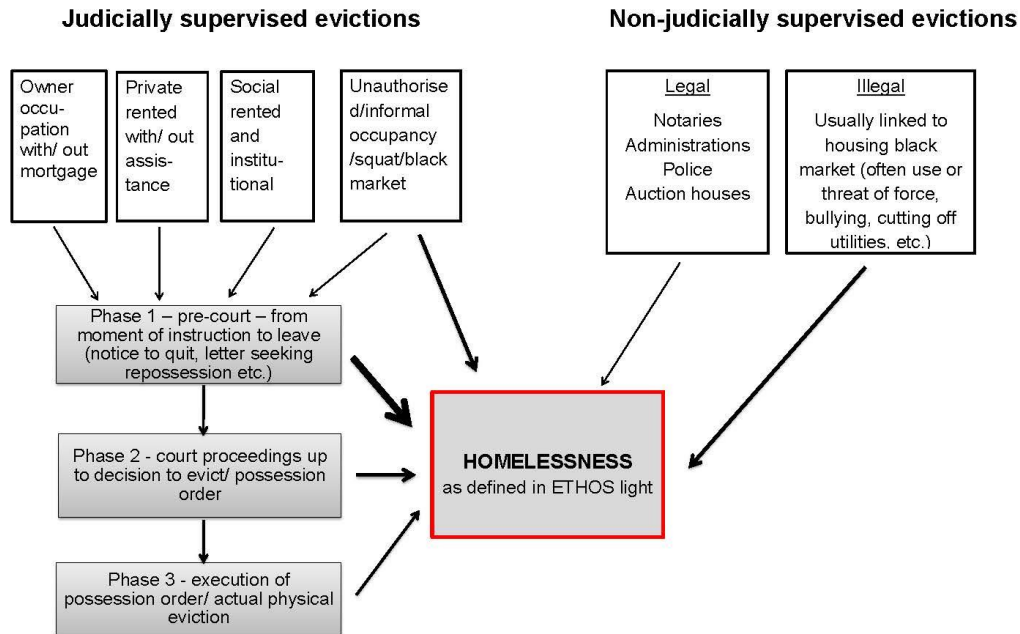 Judicially supervised evictions
Non-judicially supervised evictions
Owner
occu-
pation
with/ out
mortgage
Private
rented
with/ out
assis-
tance
Social
rented
and
institu-
tional
Unauthorise
d/informal
occupancy
/squat/black
market
Legal
Notaries
Administrations
Police
Auction houses
Illegal
Usually linked to
housing black
market (often use or
threat of force,
bullying, cutting off
utilities, etc.)
Phase 1 – pre-court – from
moment of instruction to leave
(notice to quit, letter seeking
repossession etc.)
Phase 2 - court proceedings up
to decision to evict/ possession
order
Phase 3 - execution of
possession order/ actual physical
eviction
HOMELESSNESS
as defined in ETHOS light